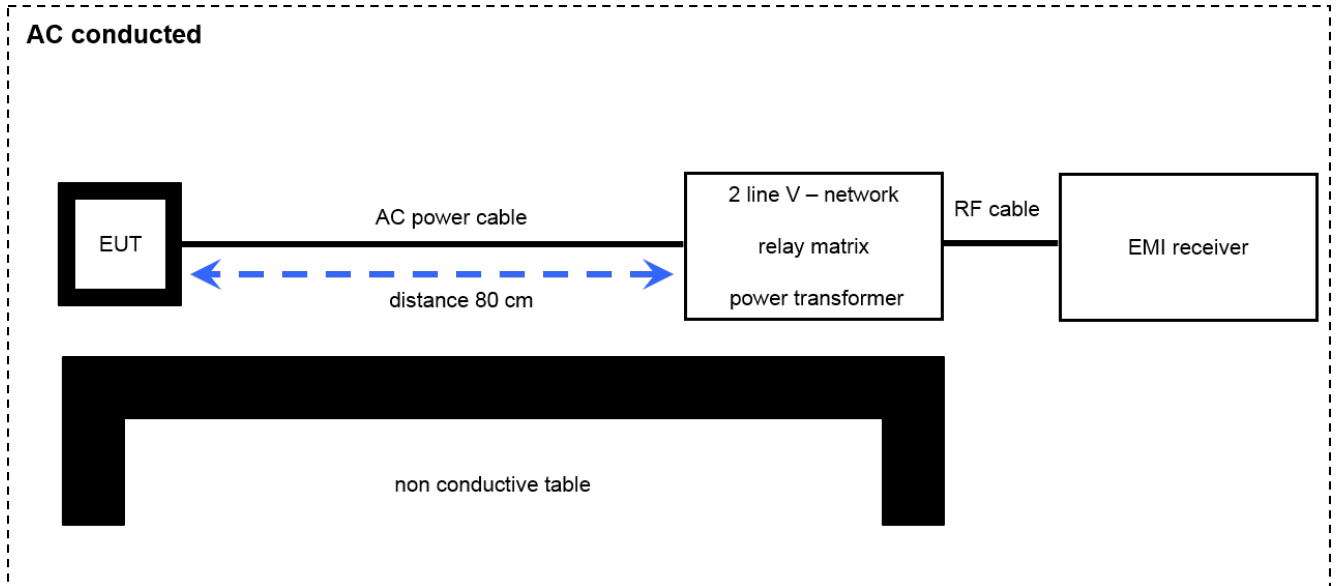 AC conducted
EUT
AC power cable
distance 80 cm
2 line V – network
relay matrix
power transformer
RF cable
EMI receiver
non conductive table